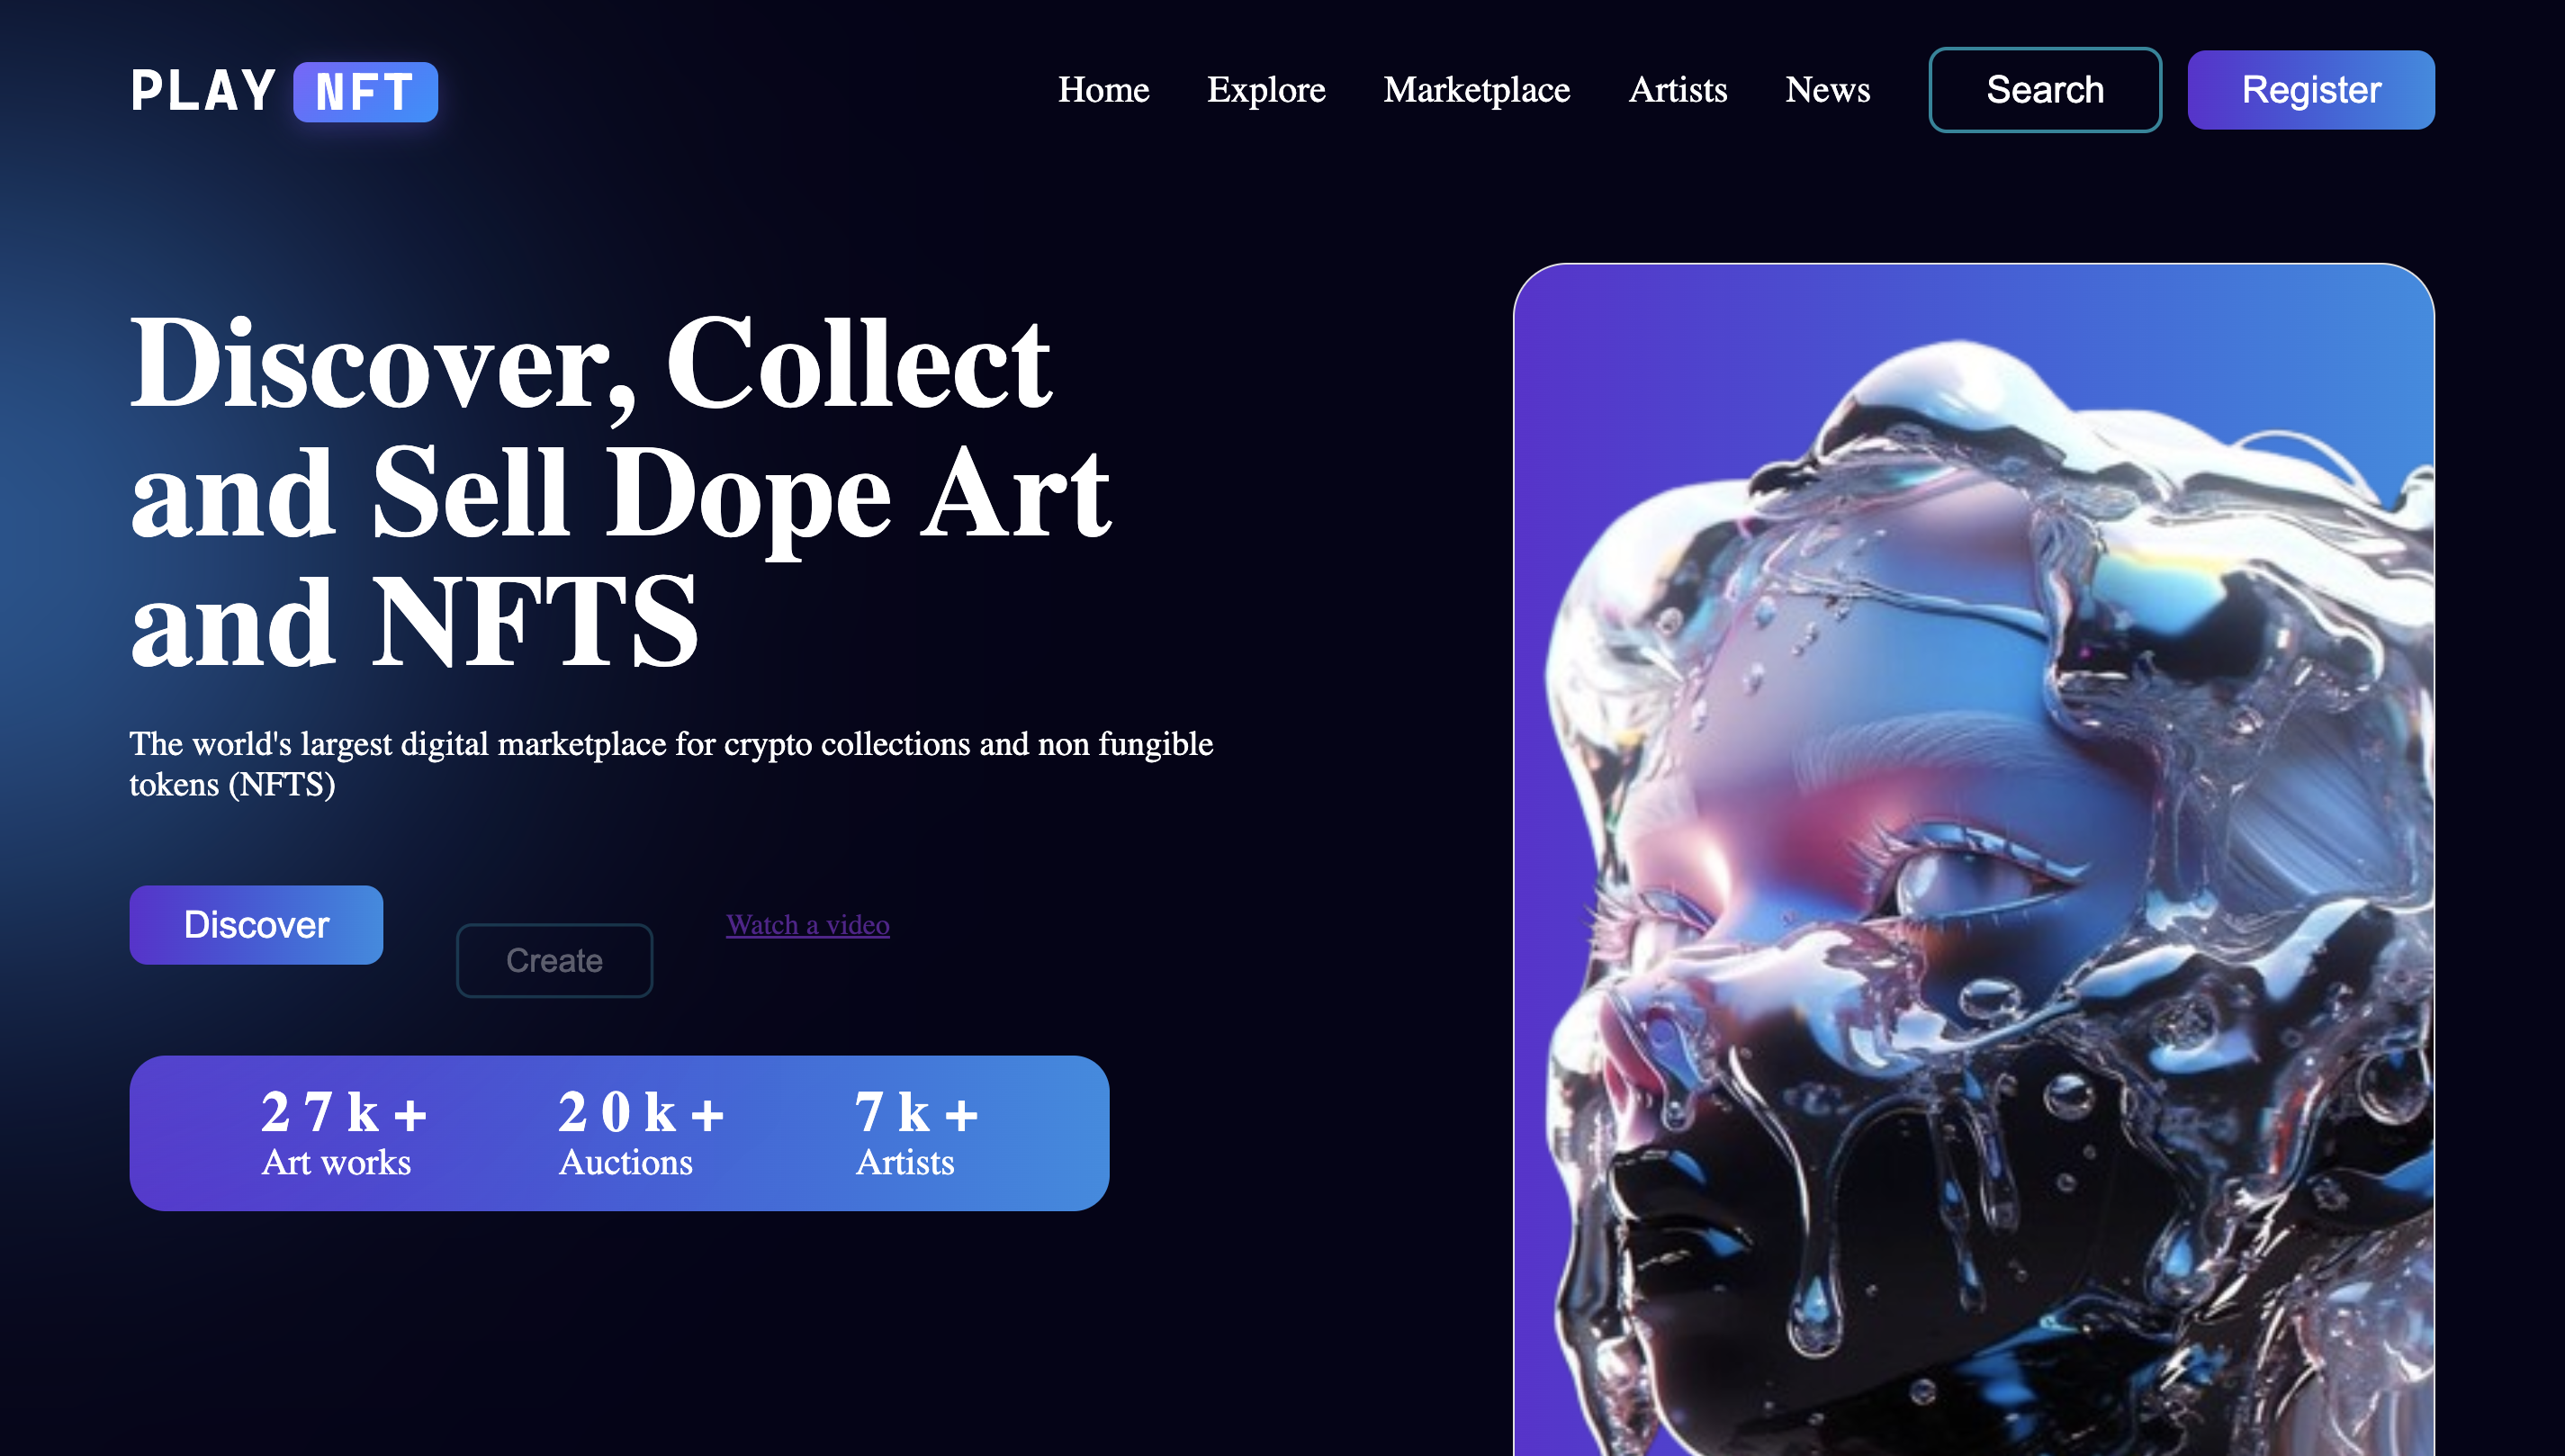 PLAY NFT
Home Explore Marketplace Artists News Search Register
Discover, Collect
and Sell Dope Art
and NFTS
The world's largest digital marketplace for crypto collections and non fungible
tokens (NFTS)
Discover Create Watch a video
27k+ 20k+ 7k+
Art works Auctions Artists